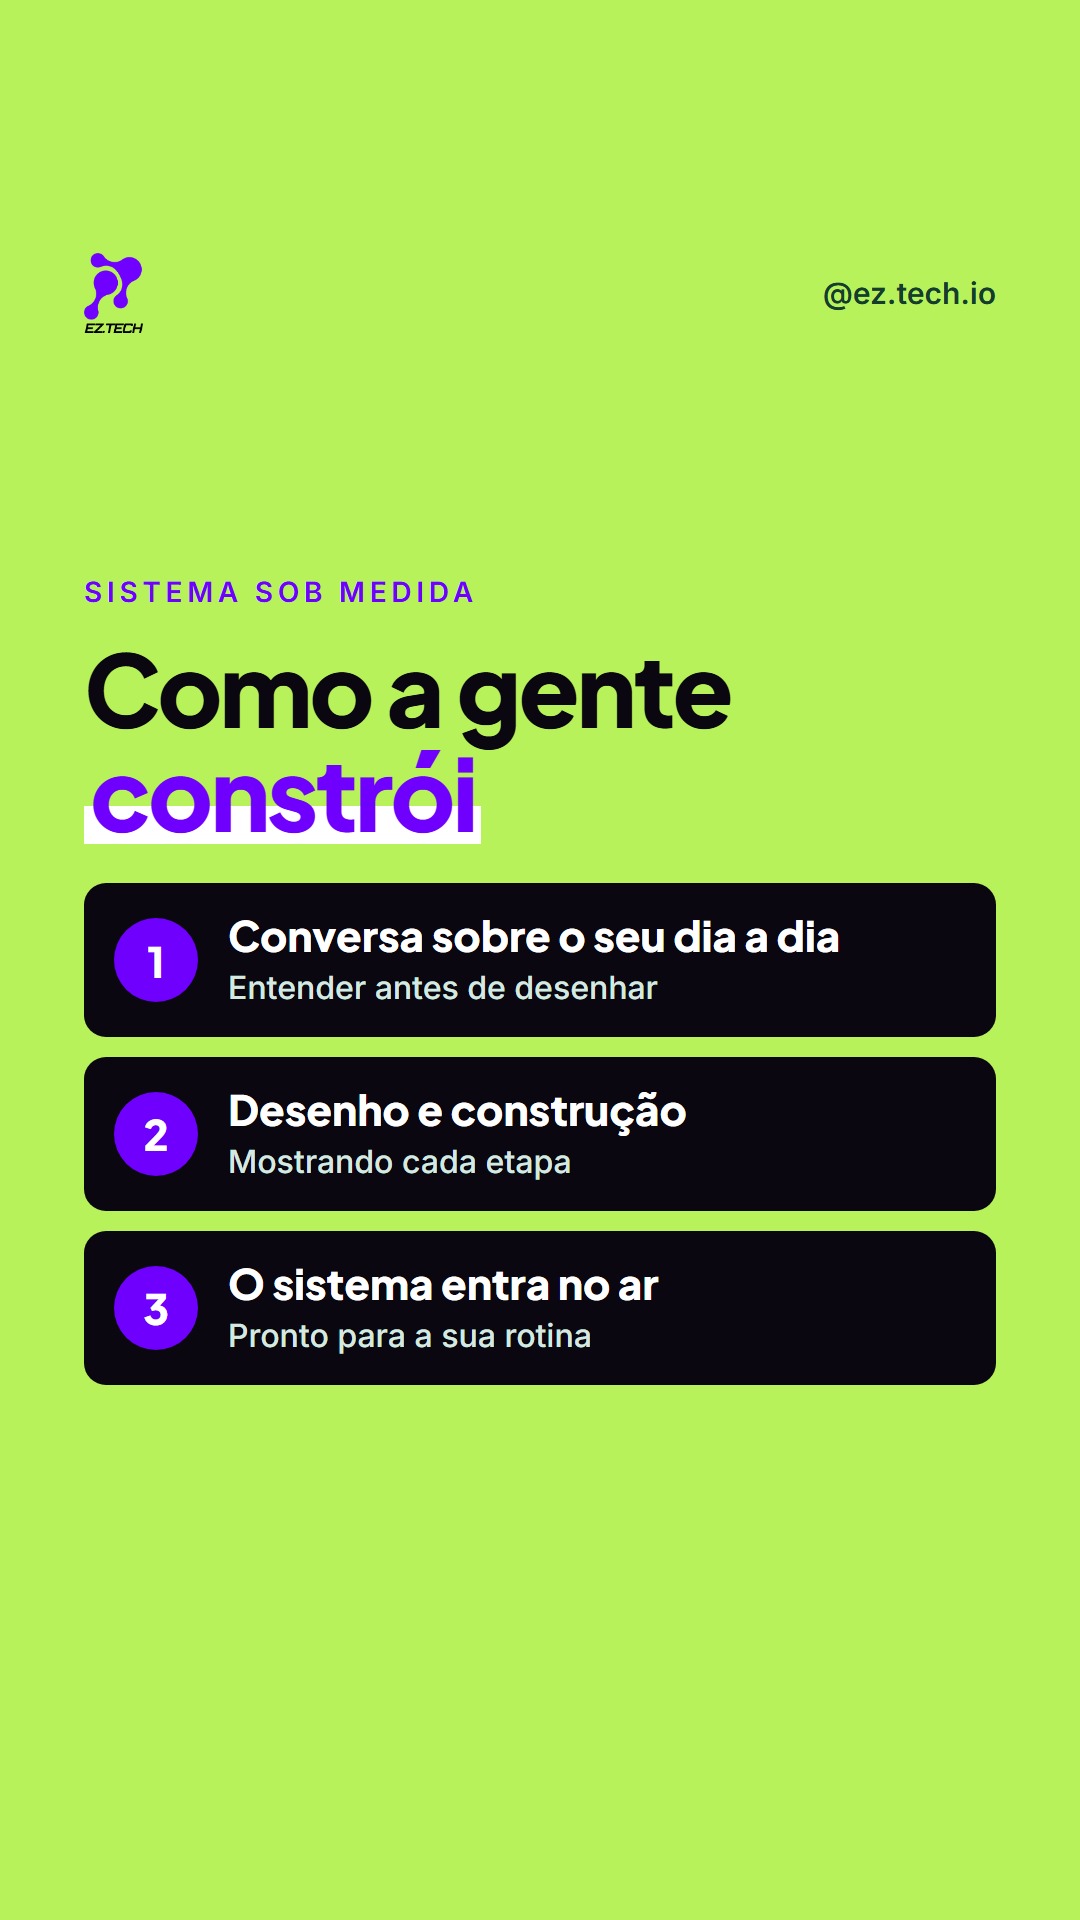 EZ.TECH
@ez.tech.io
SISTEMA SOB MEDIDA
Como a gente
constrói
1
Conversa sobre o seu dia a dia
Entender antes de desenhar
2
Desenho e construção
Mostrando cada etapa
3
O sistema entra no ar
Pronto para a sua rotina